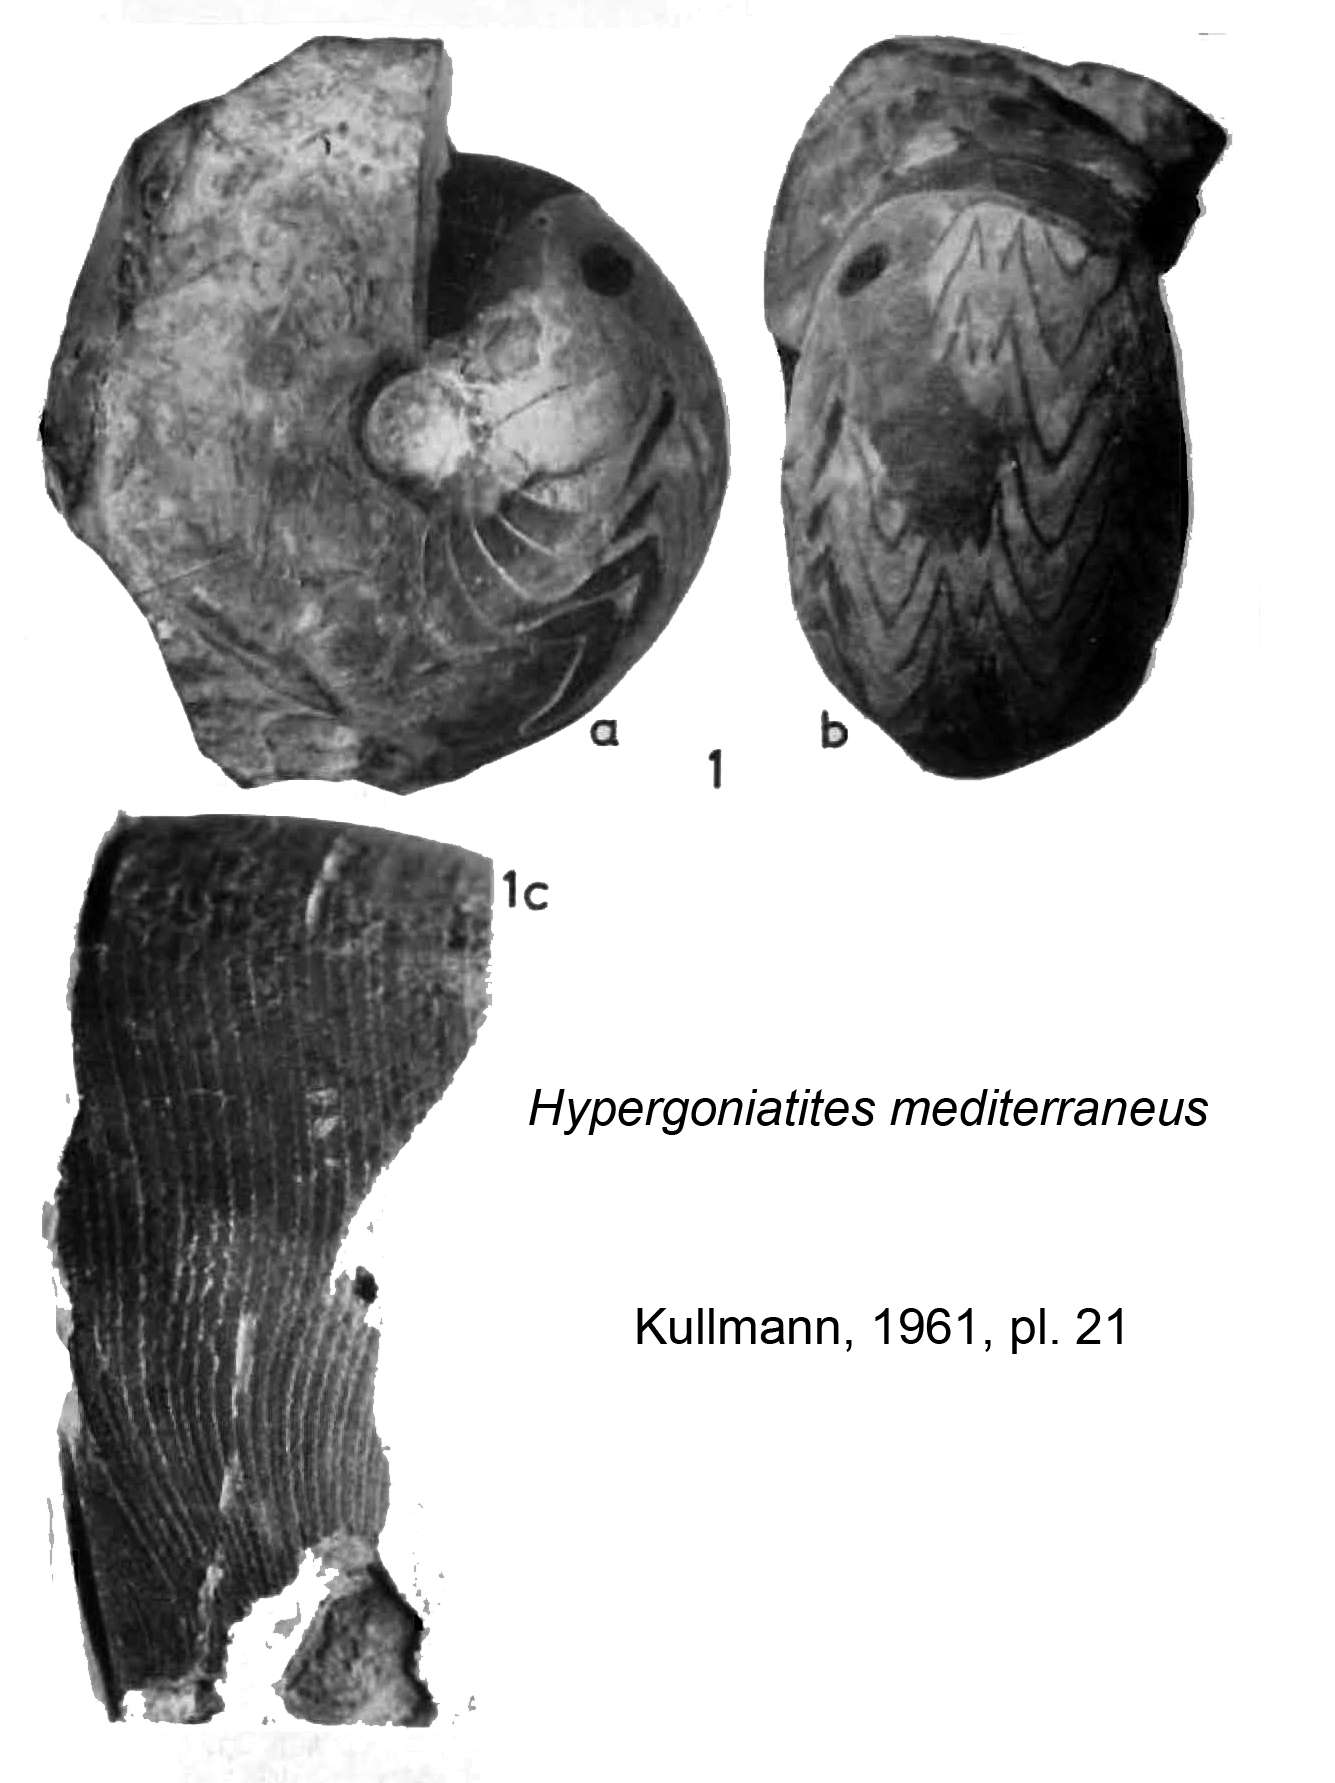 a
b
1
1c
Hypergoniatites mediterraneus
Kullmann, 1961, pl. 21